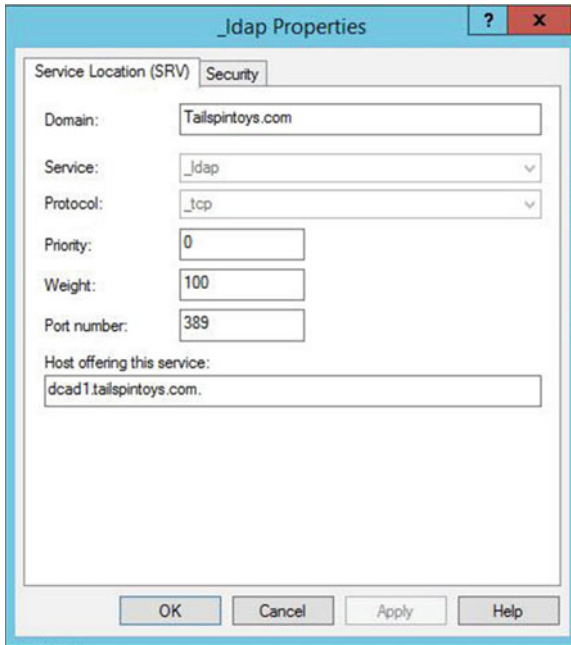 _ldap Properties
?
x
Service Location (SRV)
Security
Domain:
Tailspintoys.com
Service:
_ldap
Protocol:
_tcp
Priority:
0
Weight:
100
Port number:
389
Host offering this service:
dcad1.tailspintoys.com.
OK
Cancel
Apply
Help